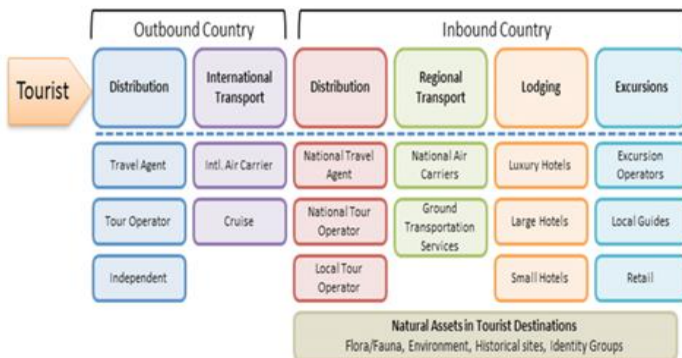 Outbound Country
Inbound Country
Tourist
Distribution
International
Transport
Distribution
Regional
Transport
Lodging
Excursions
Travel Agent
Intl. Air Carrier
National Travel
Agent
National Air
Carriers
Luxury Hotels
Excursion
Operators
Tour Operator
Cruise
National Tour
Operator
Ground
Transportation
Services
Large Hotels
Local Guides
Independent
Local Tour
Operator
Small Hotels
Retail
Natural Assets in Tourist Destinations
Flora/Fauna, Environment, Historical sites, Identity Groups